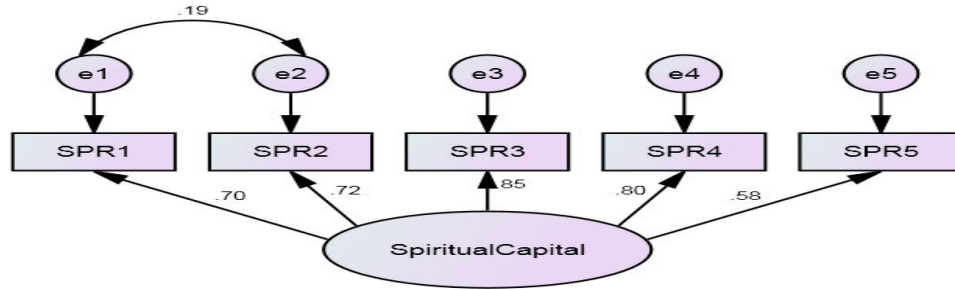 .19
e1 e2 e3 e4 e5
SPR1 SPR2 SPR3 SPR4 SPR5
.70 .72 .85 .80 .58
SpiritualCapital